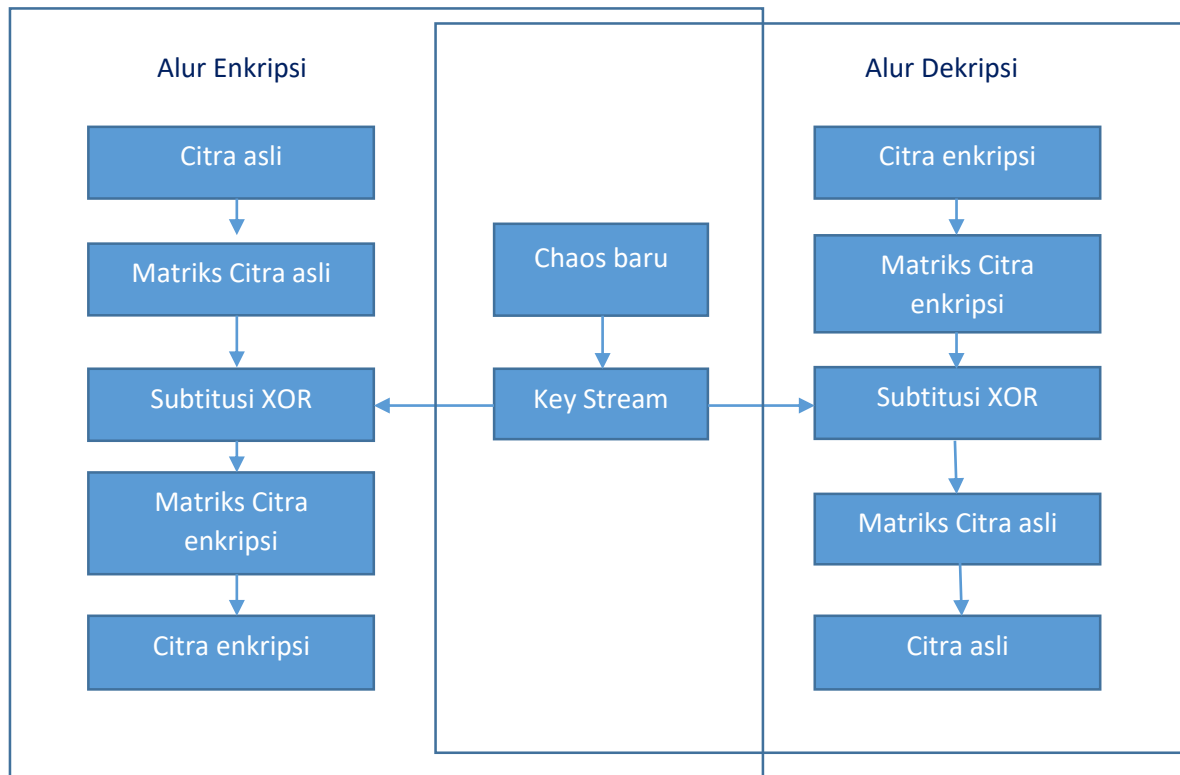 Alur Enkripsi
Citra asli
Matriks Citra asli
Subtitusi XOR
Matriks Citra
enkripsi
Citra enkripsi
Chaos baru
Key Stream
Alur Dekripsi
Citra enkripsi
Matriks Citra
enkripsi
Subtitusi XOR
Matriks Citra asli
Citra asli